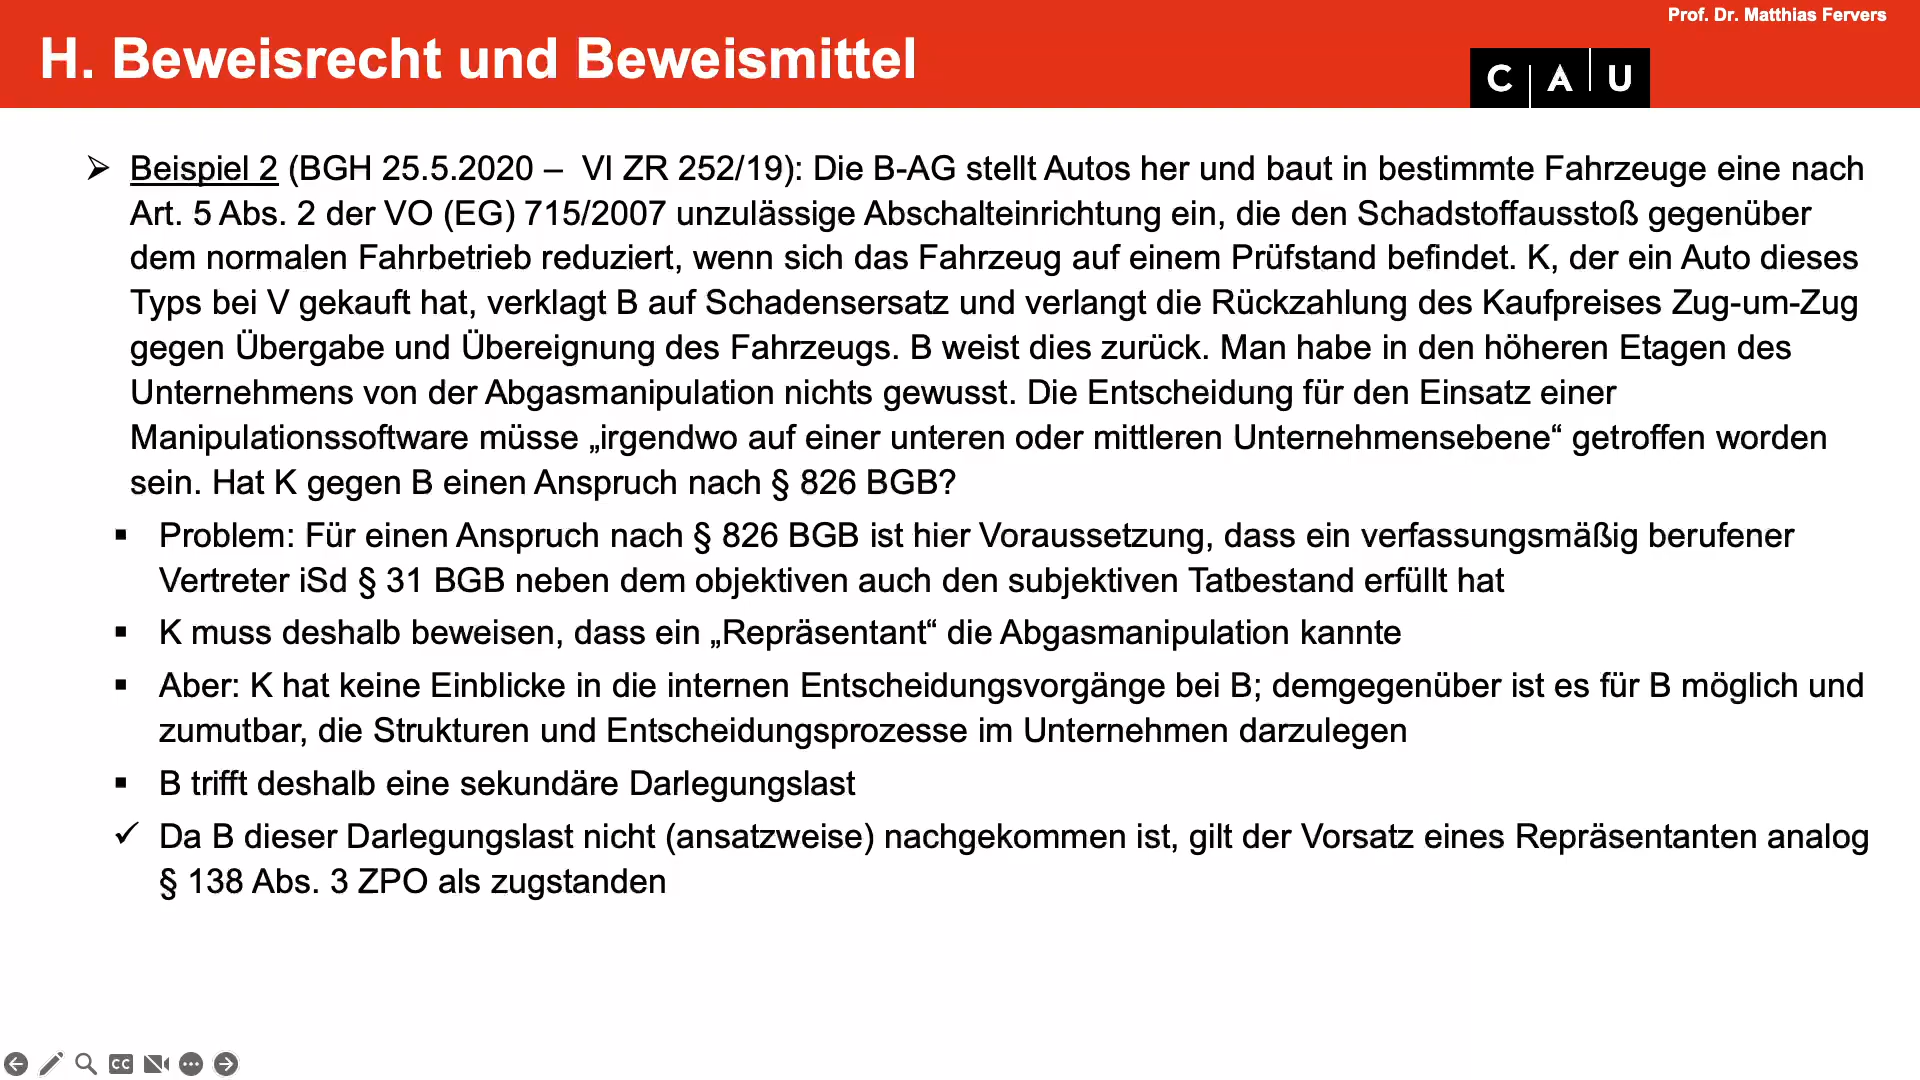 Prof. Dr. Matthias Fervers
H. Beweisrecht und Beweismittel
C A U
➢ Beispiel 2 (BGH 25.5.2020 – VI ZR 252/19): Die B-AG stellt Autos her und baut in bestimmte Fahrzeuge eine nach
Art. 5 Abs. 2 der VO (EG) 715/2007 unzulässige Abschalteinrichtung ein, die den Schadstoffausstoß gegenüber
dem normalen Fahrbetrieb reduziert, wenn sich das Fahrzeug auf einem Prüfstand befindet. K, der ein Auto dieses
Typs bei V gekauft hat, verklagt B auf Schadensersatz und verlangt die Rückzahlung des Kaufpreises Zug-um-Zug
gegen Übergabe und Übereignung des Fahrzeugs. B weist dies zurück. Man habe in den höheren Etagen des
Unternehmens von der Abgasmanipulation nichts gewusst. Die Entscheidung für den Einsatz einer
Manipulationssoftware müsse „irgendwo auf einer unteren oder mittleren Unternehmensebene“ getroffen worden
sein. Hat K gegen B einen Anspruch nach § 826 BGB?
▪ Problem: Für einen Anspruch nach § 826 BGB ist hier Voraussetzung, dass ein verfassungsmäßig berufener
Vertreter iSd § 31 BGB neben dem objektiven auch den subjektiven Tatbestand erfüllt hat
▪ K muss deshalb beweisen, dass ein „Repräsentant“ die Abgasmanipulation kannte
▪ Aber: K hat keine Einblicke in die internen Entscheidungsvorgänge bei B; demgegenüber ist es für B möglich und
zumutbar, die Strukturen und Entscheidungsprozesse im Unternehmen darzulegen
▪ B trifft deshalb eine sekundäre Darlegungslast
✓ Da B dieser Darlegungslast nicht (ansatzweise) nachgekommen ist, gilt der Vorsatz eines Repräsentanten analog
§ 138 Abs. 3 ZPO als zugstanden
CC